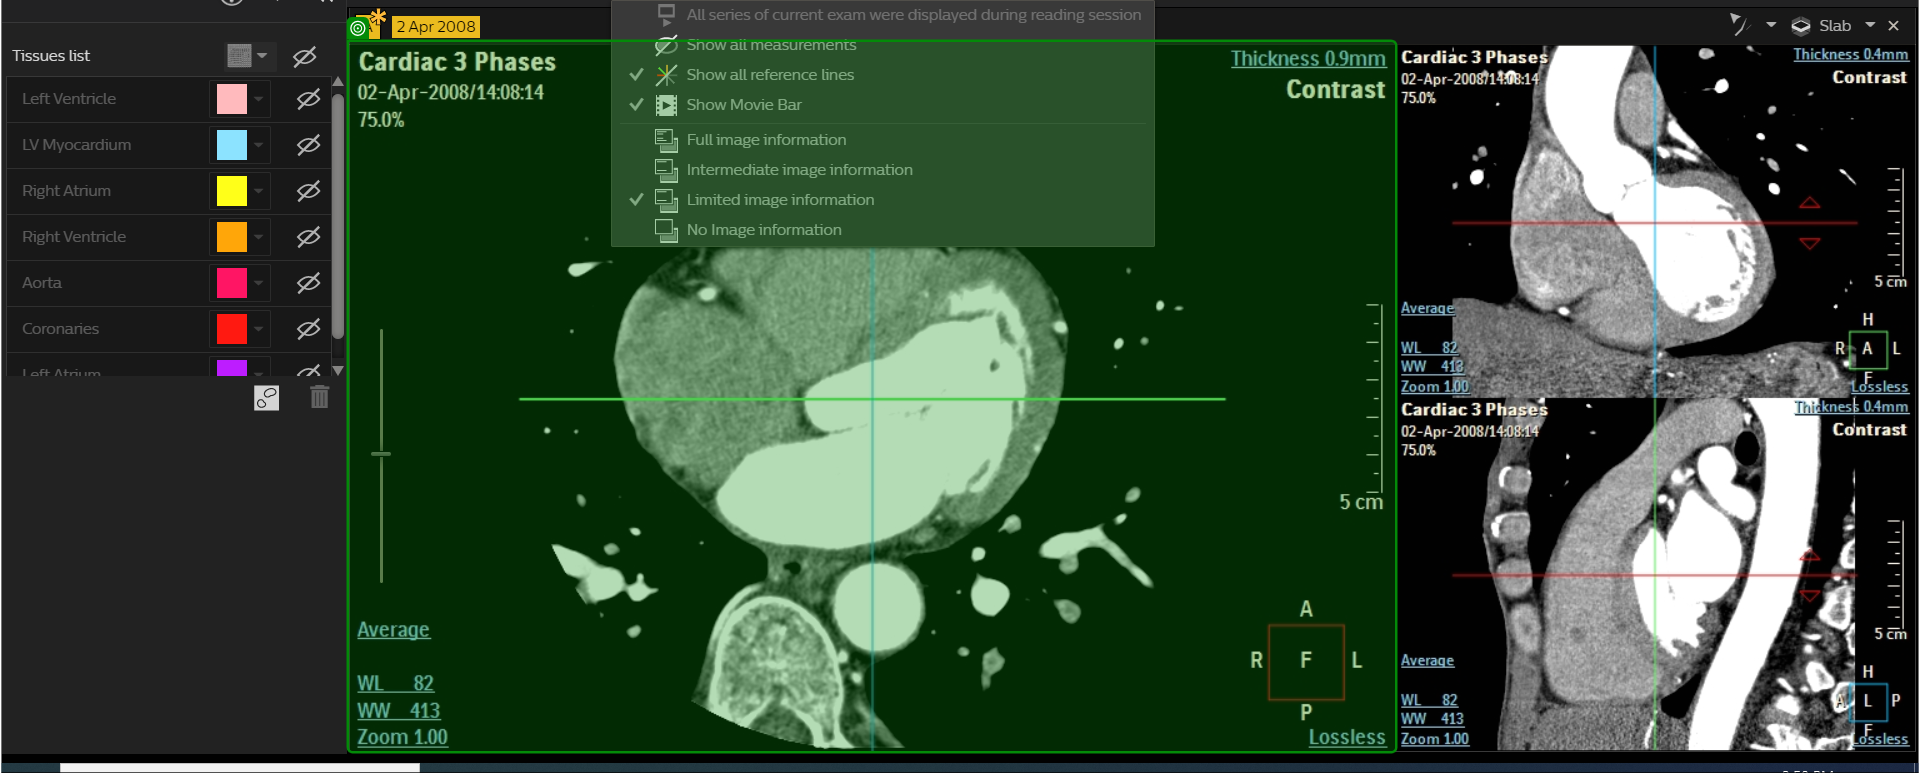 Tissues list
Left Ventricle
LV Myocardium
Right Atrium
Right Ventricle
Aorta
Coronaries
Left Atrium
2 Apr 2008
All series of current exam were displayed during reading session
Show all measurements
Show all reference lines
Show Movie Bar
Full image information
Intermediate image information
Limited image information
No Image information
Cardiac 3 Phases
02-Apr-2008/14:08:14
75.0%
Thickness 0.9mm
Contrast
5 cm
Average
WL 82
WW 413
Zoom 1.00
A
R F L
P
Lossless
Slab
Cardiac 3 Phases
02-Apr-2008/14:08:14
75.0%
Thickness 0.4mm
Contrast
5 cm
Average
WL 82
WW 413
Zoom 1.00
H
R A L
F
Lossless
Cardiac 3 Phases
02-Apr-2008/14:08:14
75.0%
Thickness 0.4mm
Contrast
5 cm
Average
WL 82
WW 413
Zoom 1.00
H
A L P
F
Lossless